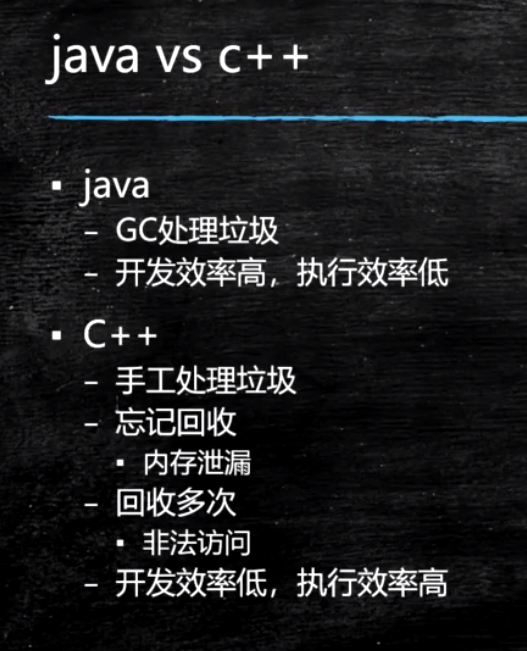 java vs c++
▪ java
– GC处理垃圾
– 开发效率高，执行效率低
▪ C++
– 手工处理垃圾
– 忘记回收
▪ 内存泄漏
– 回收多次
▪ 非法访问
– 开发效率低，执行效率高